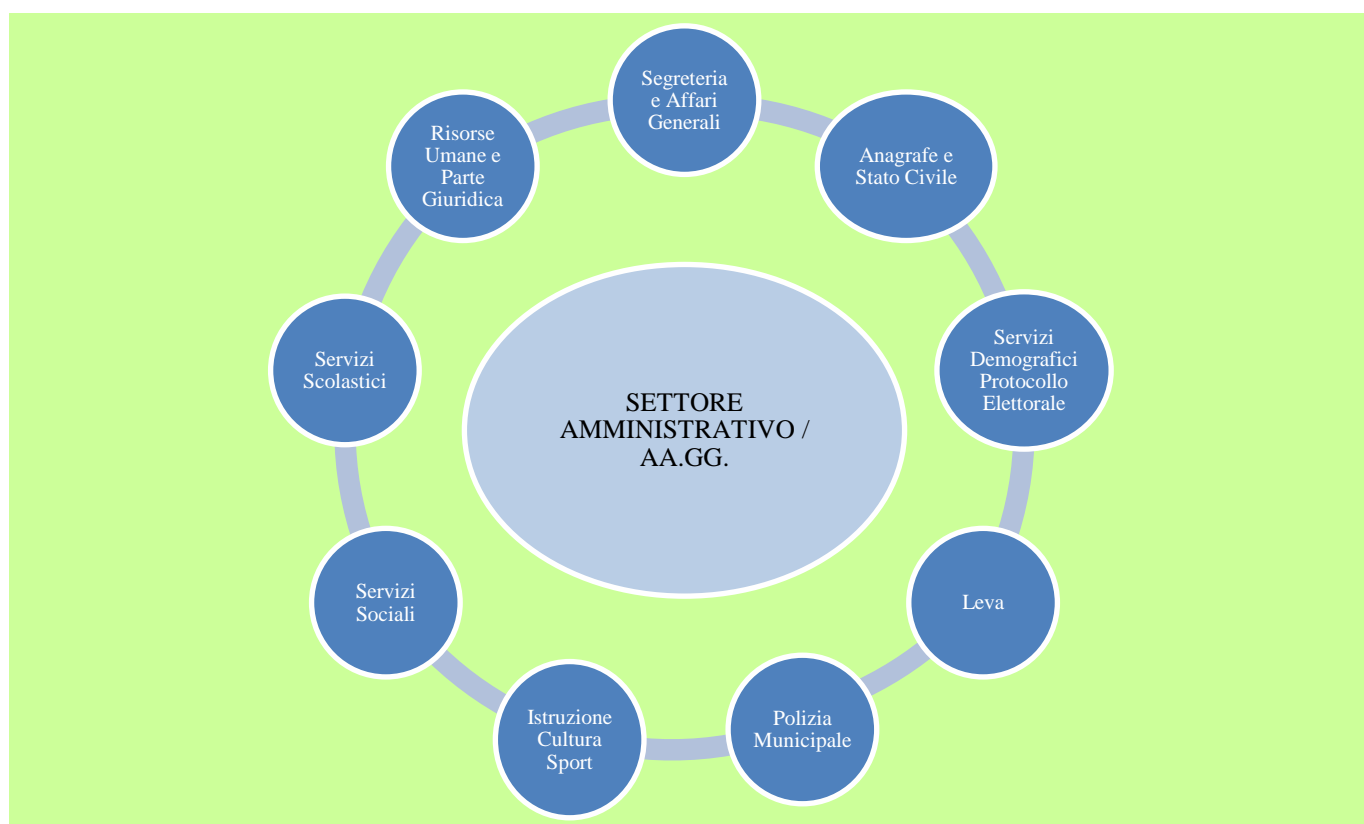 Segreteria
e Affari
Generali
Anagrafe e
Stato Civile
Servizi
Demografici
Protocollo
Elettorale
Leva
Polizia
Municipale
Istruzione
Cultura
Sport
Servizi
Sociali
Servizi
Scolastici
Risorse
Umane e
Parte
Giuridica
SETTORE
AMMINISTRATIVO /
AA.GG.